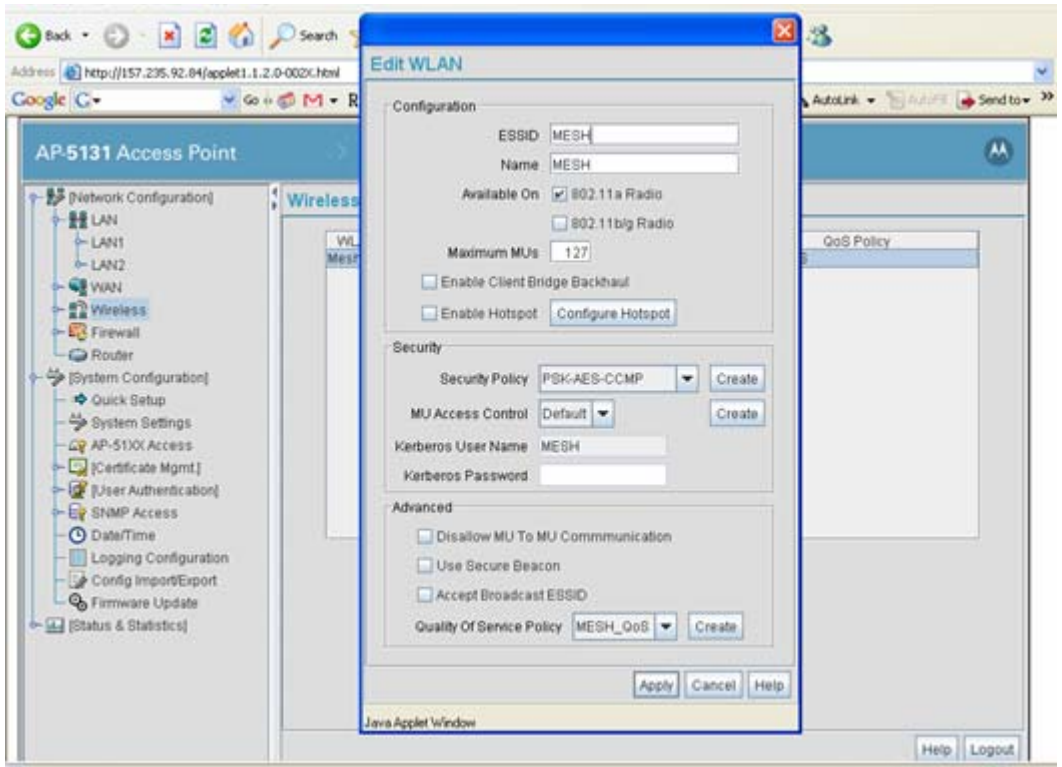 Back
Search
Address http://157.235.92.84/applet1.1.2.0-002X.html
Google G Go R
AutoLink AutoFill Send to
AP-5131 Access Point
[Network Configuration]
LAN
LAN1
LAN2
WAN
Wireless
Firewall
Router
[System Configuration]
Quick Setup
System Settings
AP-51XX Access
[Certificate Mgmt.]
[User Authentication]
SNMP Access
Date/Time
Logging Configuration
Config Import/Export
Firmware Update
[Status & Statistics]
Wireless
WL
Mesh
QoS Policy
S
Edit WLAN
Configuration
ESSID MESH
Name MESH
Available On 802.11a Radio
802.11b/g Radio
Maximum MUs 127
Enable Client Bridge Backhaul
Enable Hotspot Configure Hotspot
Security
Security Policy PSK-AES-CCMP Create
MU Access Control Default Create
Kerberos User Name MESH
Kerberos Password
Advanced
Disallow MU To MU Commmunication
Use Secure Beacon
Accept Broadcast ESSID
Quality Of Service Policy MESH_QoS Create
Apply Cancel Help
Java Applet Window
Help Logout